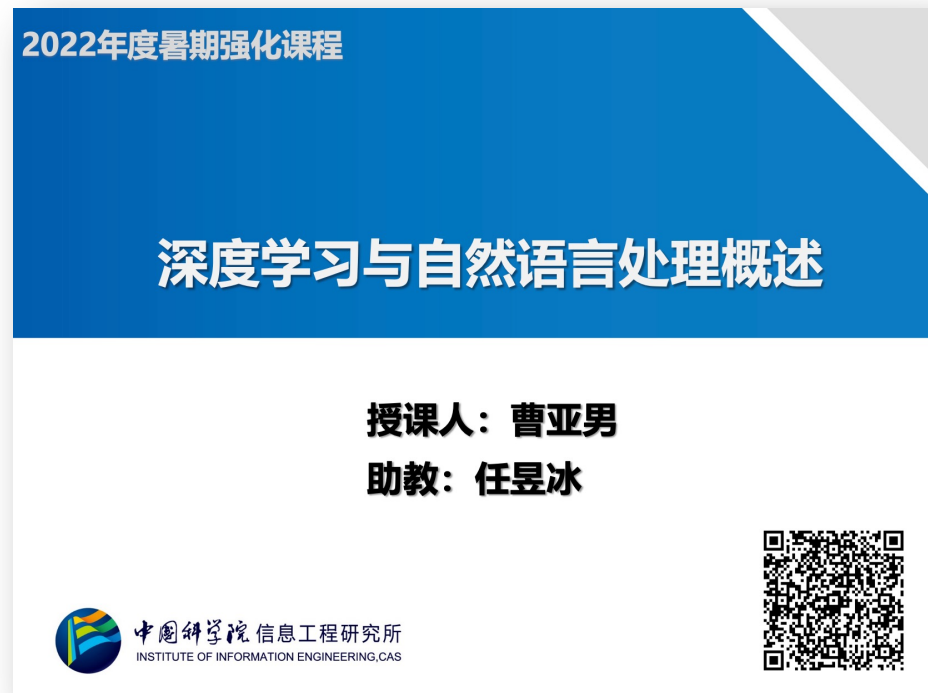 2022年度暑期强化课程
深度学习与自然语言处理概述
授课人：曹亚男
助教：任昱冰
中国科学院 信息工程研究所
INSTITUTE OF INFORMATION ENGINEERING,CAS